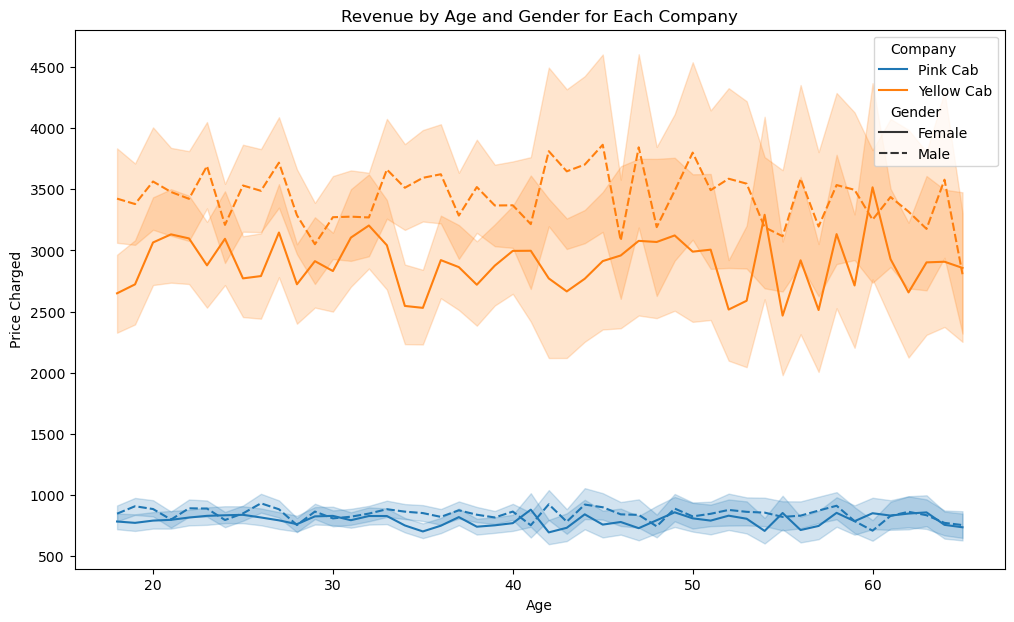 Revenue by Age and Gender for Each Company
Price Charged
4500
4000
3500
3000
2500
2000
1500
1000
500
Company
Pink Cab
Yellow Cab
Gender
Female
Male
20
30
40
50
60
Age